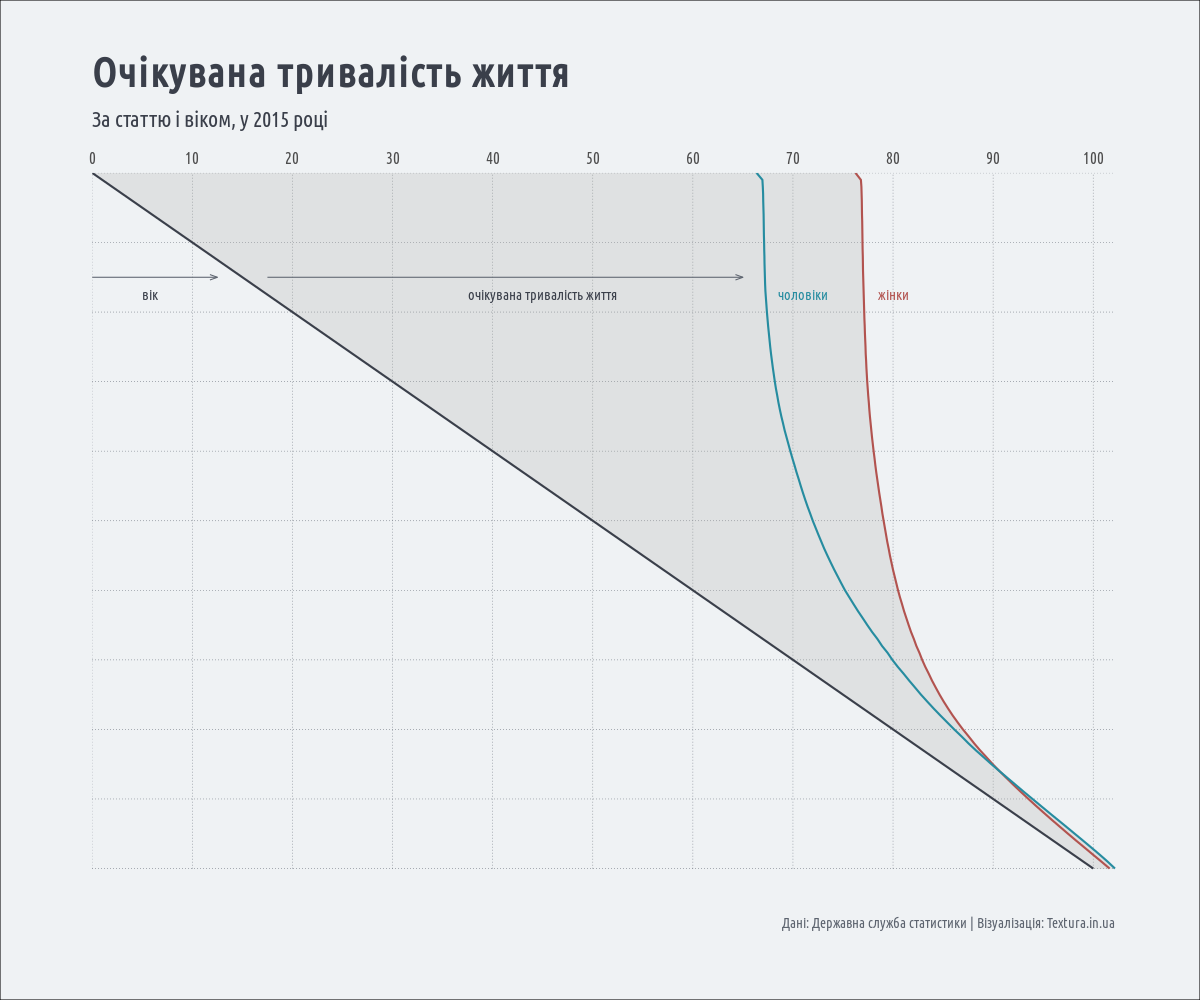 Очікувана тривалість життя
За статтю і віком, у 2015 році
0 10 20 30 40 50 60 70 80 90 100
вік очікувана тривалість життя чоловіки жінки
Дані: Державна служба статистики | Візуалізація: Textura.in.ua